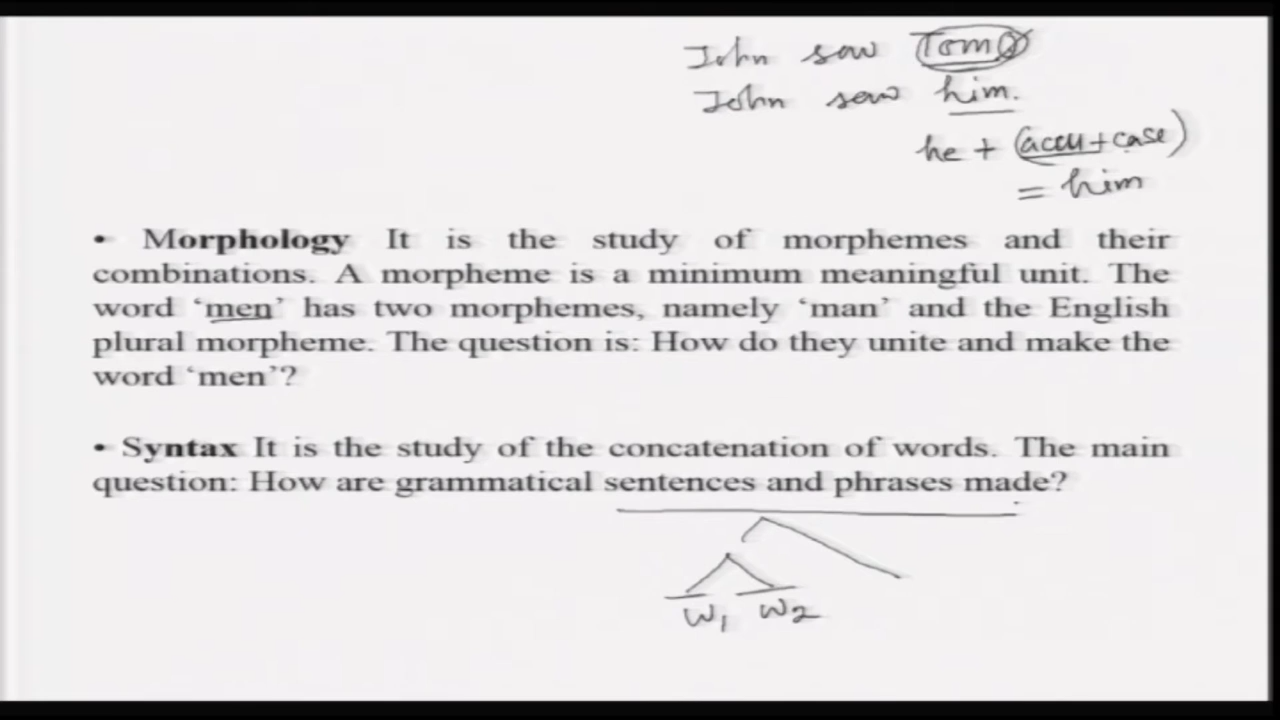 John saw Tom
John saw him.
he + (accu + case)
= him
• Morphology It is the study of morphemes and their
combinations. A morpheme is a minimum meaningful unit. The
word ‘men’ has two morphemes, namely ‘man’ and the English
plural morpheme. The question is: How do they unite and make the
word ‘men’?
• Syntax It is the study of the concatenation of words. The main
question: How are grammatical sentences and phrases made?
W1 W2